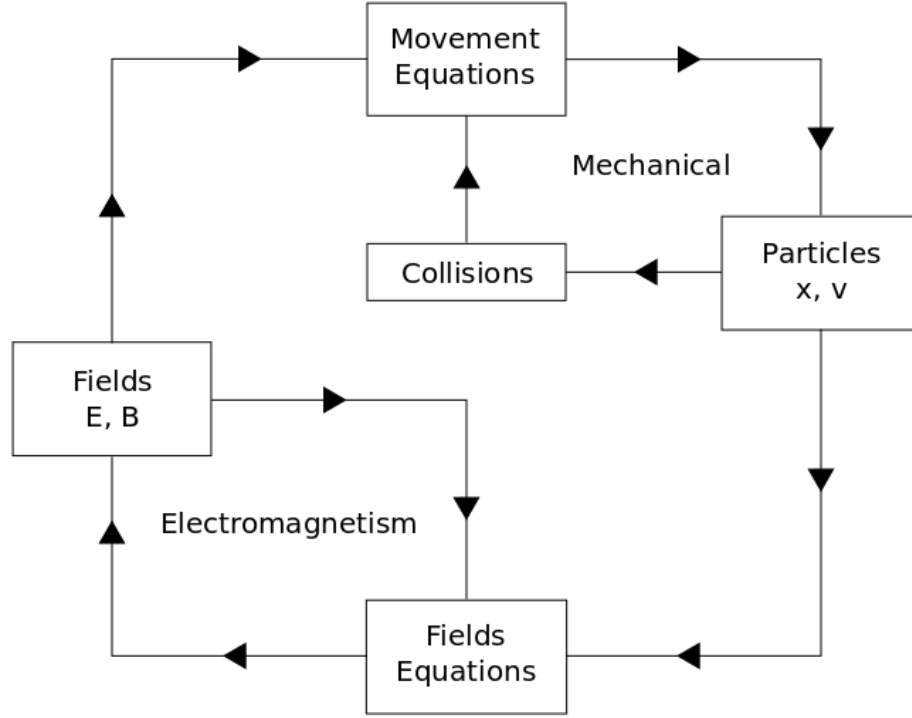 Movement
Equations
Mechanical
Particles
x, v
Collisions
Fields
E, B
Electromagnetism
Fields
Equations